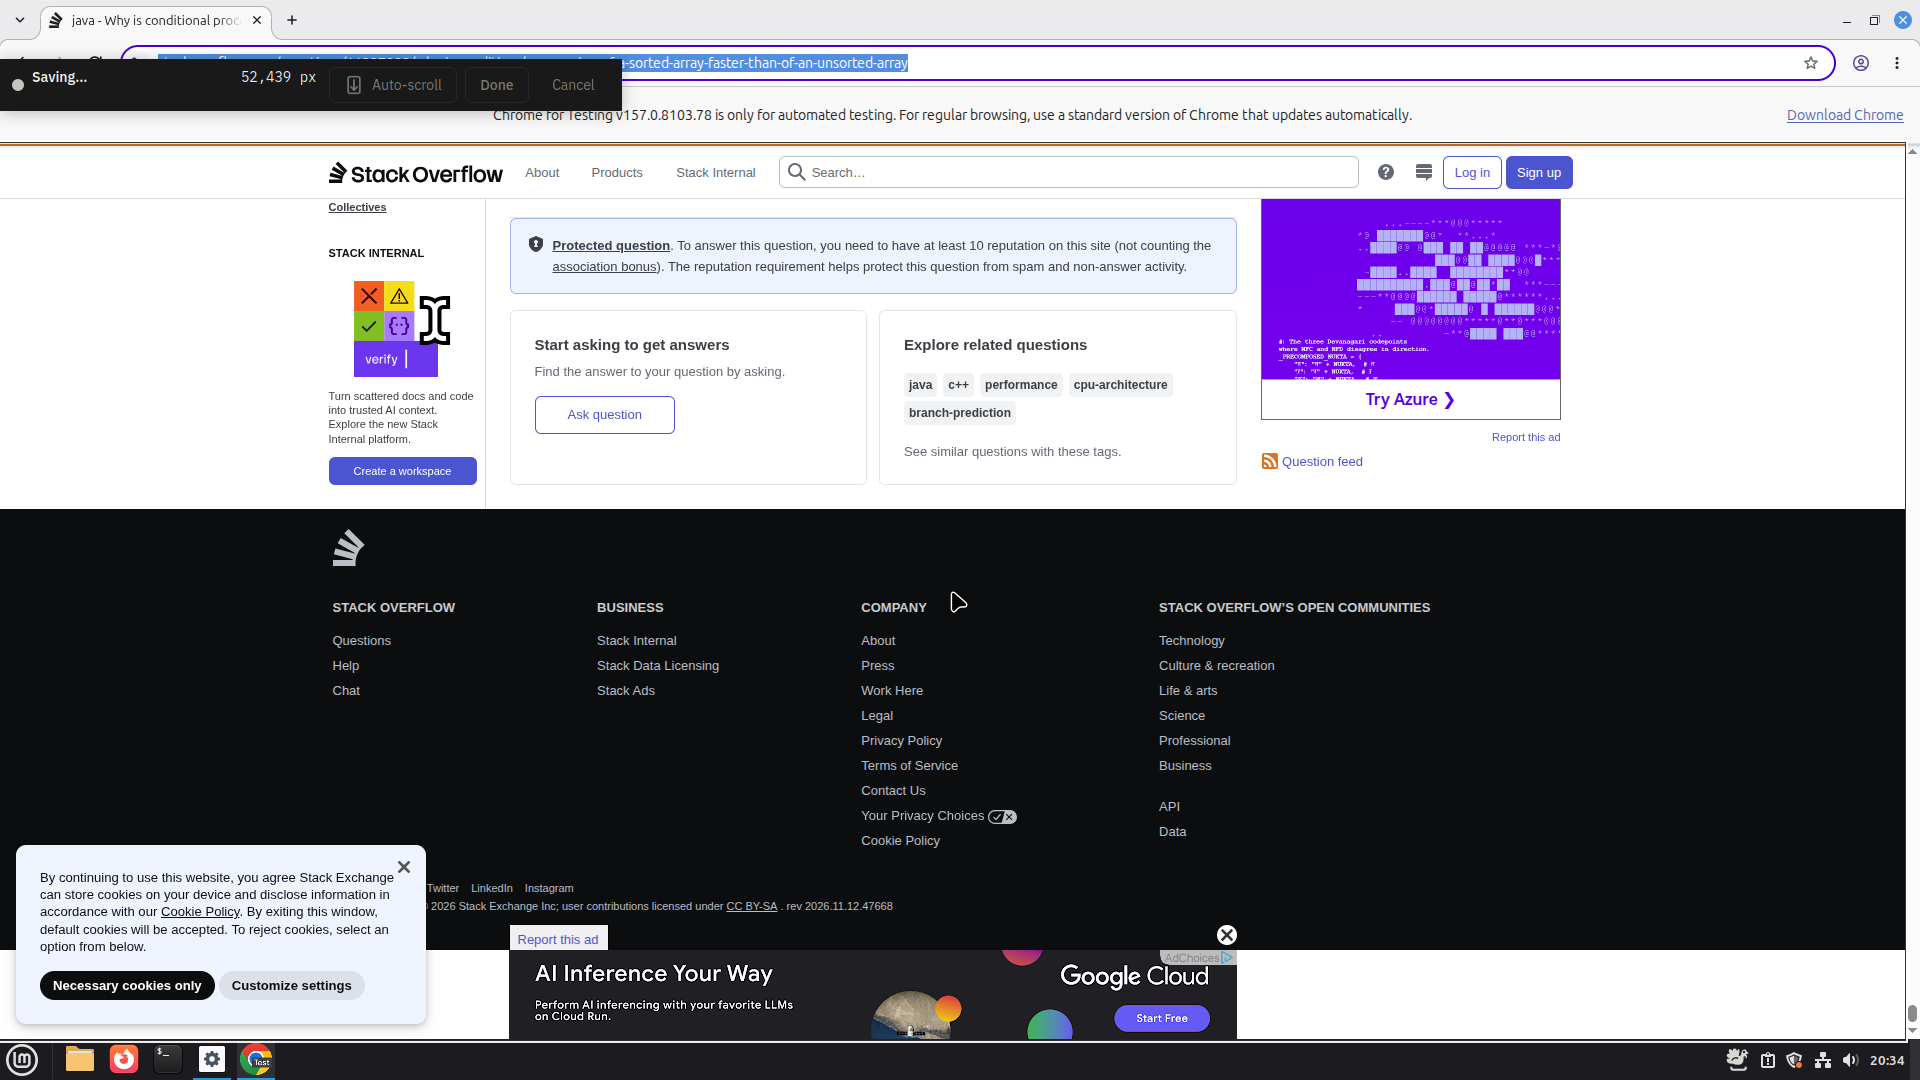 java - Why is conditional proc
Saving...
52,439 px
Auto-scroll
Done
Cancel
-sorted-array-faster-than-of-an-unsorted-array
Chrome for Testing v157.0.8103.78 is only for automated testing. For regular browsing, use a standard version of Chrome that updates automatically.
Download Chrome
Stack Overflow
About
Products
Stack Internal
Search…
Log in
Sign up
Collectives
STACK INTERNAL
verify
Turn scattered docs and code
into trusted AI context.
Explore the new Stack
Internal platform.
Create a workspace
Protected question. To answer this question, you need to have at least 10 reputation on this site (not counting the
association bonus). The reputation requirement helps protect this question from spam and non-answer activity.
Start asking to get answers
Find the answer to your question by asking.
Ask question
Explore related questions
java
c++
performance
cpu-architecture
branch-prediction
See similar questions with these tags.
#: The three Devanagari codepoints
where NFC and NFD disagree in direction.
_PRECOMPOSED_NUKTA = {
Try Azure ❯
Report this ad
Question feed
STACK OVERFLOW
Questions
Help
Chat
BUSINESS
Stack Internal
Stack Data Licensing
Stack Ads
COMPANY
About
Press
Work Here
Legal
Privacy Policy
Terms of Service
Contact Us
Your Privacy Choices
Cookie Policy
STACK OVERFLOW'S OPEN COMMUNITIES
Technology
Culture & recreation
Life & arts
Science
Professional
Business
API
Data
Twitter
LinkedIn
Instagram
2026 Stack Exchange Inc; user contributions licensed under CC BY-SA . rev 2026.11.12.47668
By continuing to use this website, you agree Stack Exchange
can store cookies on your device and disclose information in
accordance with our Cookie Policy. By exiting this window,
default cookies will be accepted. To reject cookies, select an
option from below.
Necessary cookies only
Customize settings
Report this ad
AI Inference Your Way
Perform AI inferencing with your favorite LLMs
on Cloud Run.
AdChoices
Google Cloud
Start Free
Test
20:34